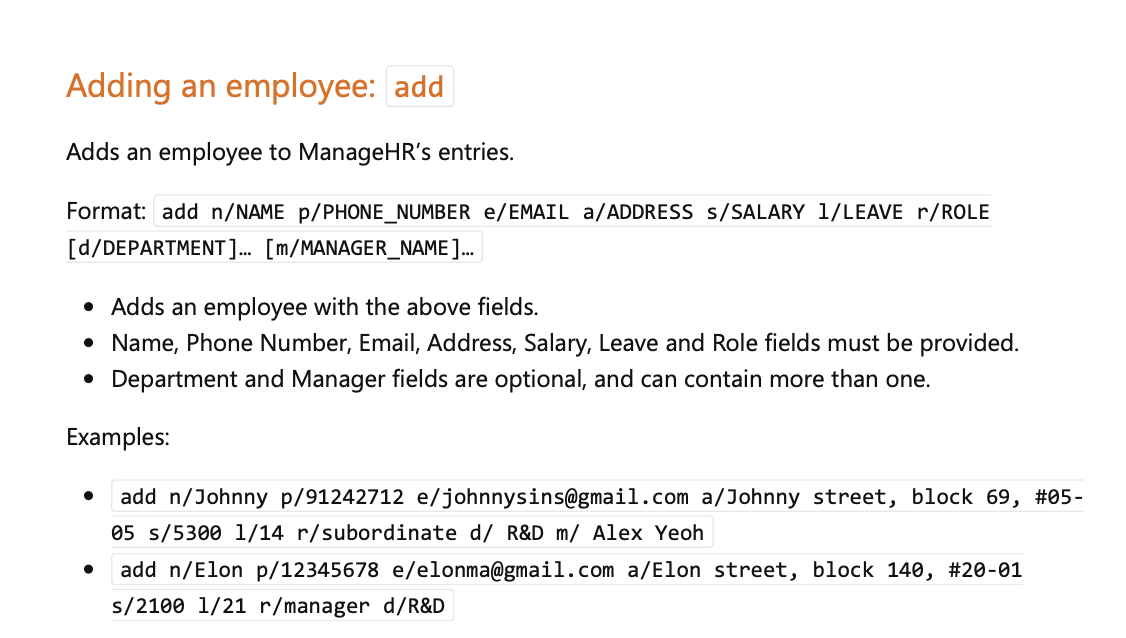 Adding an employee: add
Adds an employee to ManageHR’s entries.
Format: add n/NAME p/PHONE_NUMBER e/EMAIL a/ADDRESS s/SALARY l/LEAVE r/ROLE
[d/DEPARTMENT]… [m/MANAGER_NAME]…
• Adds an employee with the above fields.
• Name, Phone Number, Email, Address, Salary, Leave and Role fields must be provided.
• Department and Manager fields are optional, and can contain more than one.
Examples:
• add n/Johnny p/91242712 e/johnnysins@gmail.com a/Johnny street, block 69, #05-
05 s/5300 l/14 r/subordinate d/ R&D m/ Alex Yeoh
• add n/Elon p/12345678 e/elonma@gmail.com a/Elon street, block 140, #20-01
s/2100 l/21 r/manager d/R&D